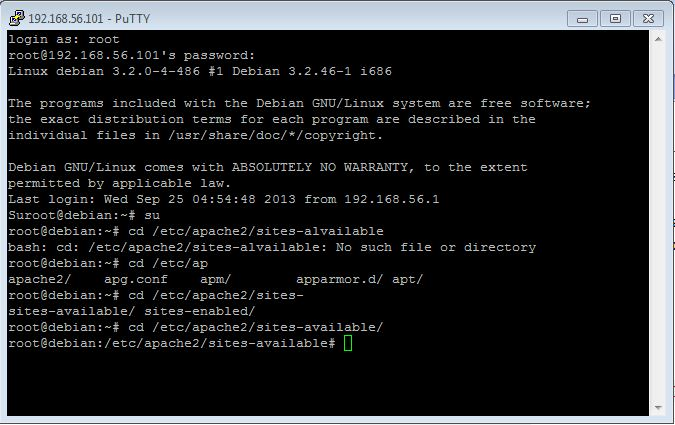 192.168.56.101 - PuTTY
login as: root
root@192.168.56.101's password:
Linux debian 3.2.0-4-486 #1 Debian 3.2.46-1 i686
The programs included with the Debian GNU/Linux system are free software;
the exact distribution terms for each program are described in the
individual files in /usr/share/doc/*/copyright.
Debian GNU/Linux comes with ABSOLUTELY NO WARRANTY, to the extent
permitted by applicable law.
Last login: Wed Sep 25 04:54:48 2013 from 192.168.56.1
Suroot@debian:~# su
root@debian:~# cd /etc/apache2/sites-alvailable
bash: cd: /etc/apache2/sites-alvailable: No such file or directory
root@debian:~# cd /etc/ap
apache2/    apg.conf    apm/        apparmor.d/ apt/
root@debian:~# cd /etc/apache2/sites-
sites-available/ sites-enabled/
root@debian:~# cd /etc/apache2/sites-available/
root@debian:/etc/apache2/sites-available#